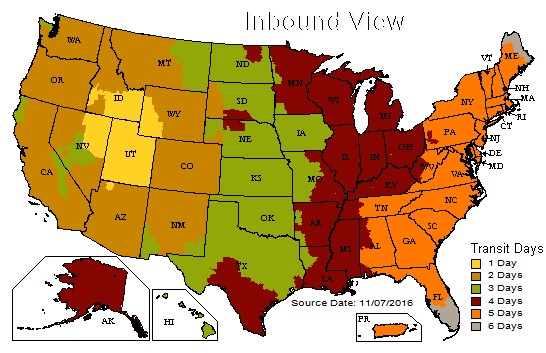 Inbound View
WA
MT
ND
MN
ME
VT
OR
ID
WY
SD
WI
MI
NY
NH
MA
RI
CT
NV
UT
CO
NE
IA
IL
IN
OH
PA
NJ
DE
MD
CA
KS
MO
KY
WV
VA
AZ
NM
OK
AR
TN
NC
SC
TX
LA
MS
AL
GA
FL
AK
HI
PR
Source Date: 11/07/2016
Transit Days
1 Day
2 Days
3 Days
4 Days
5 Days
6 Days